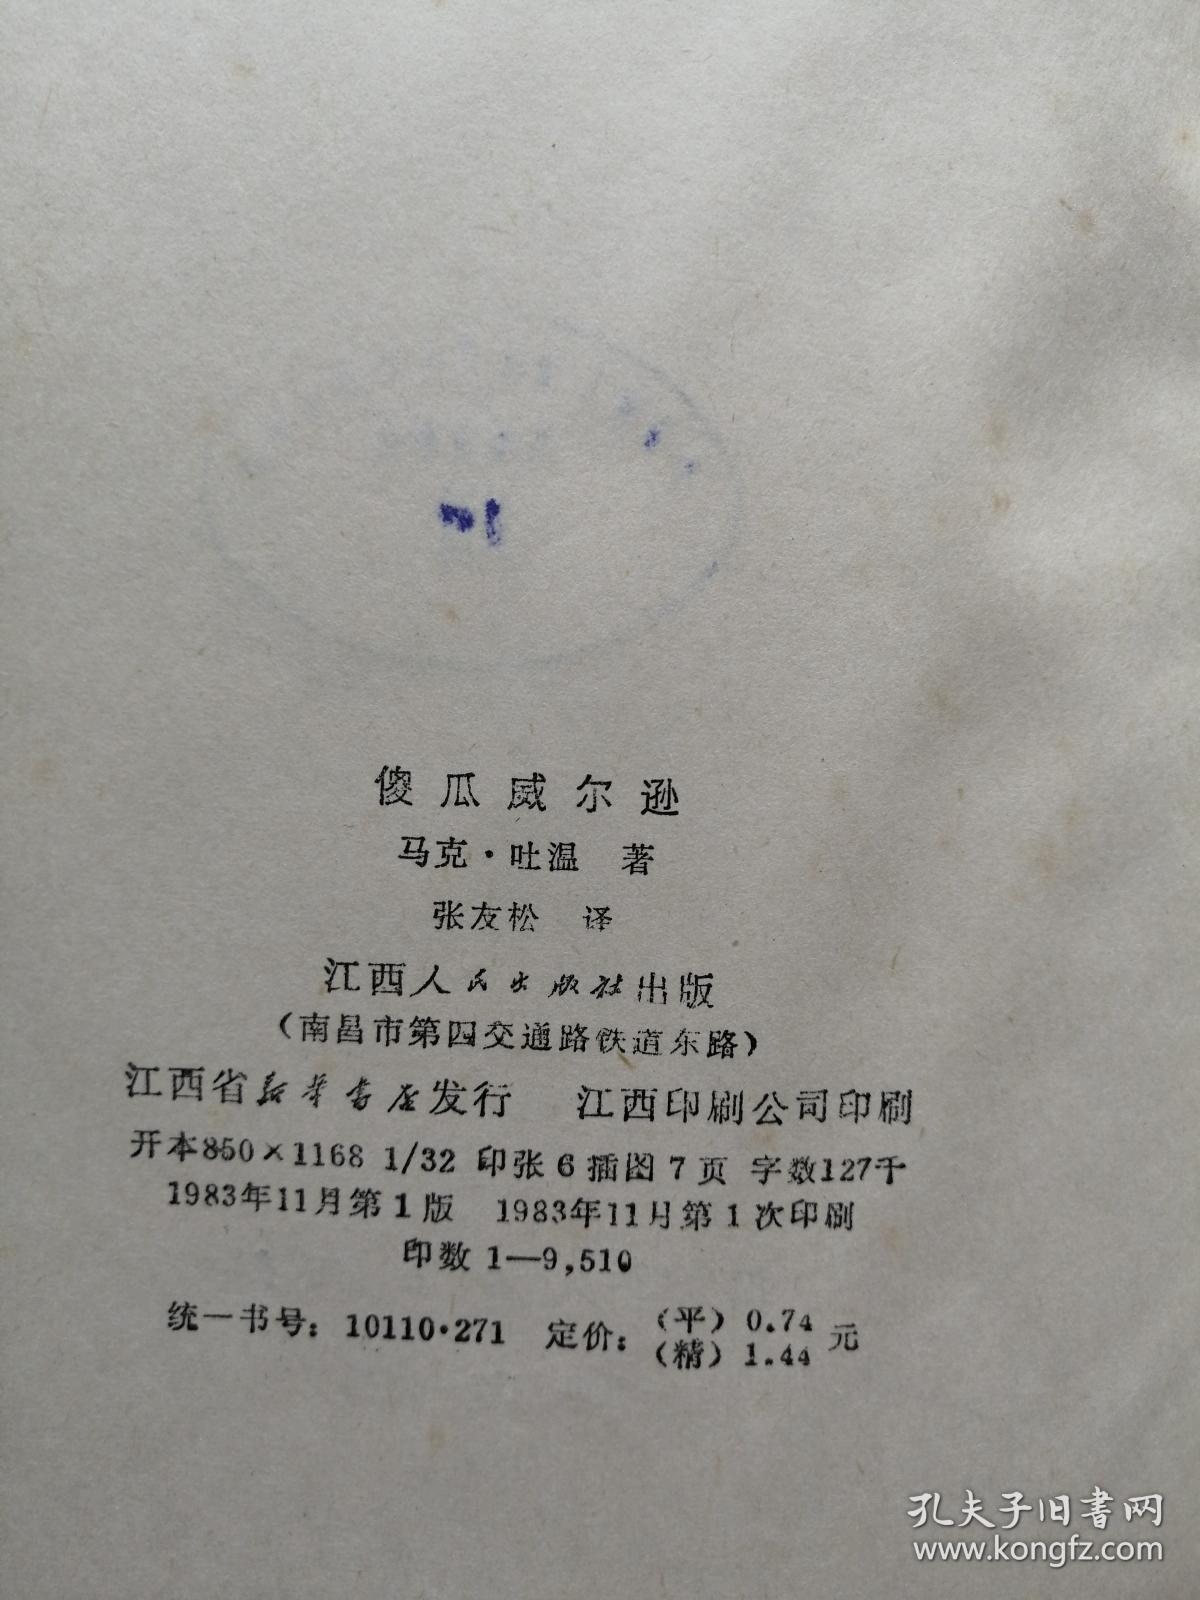 傻瓜威尔逊
马克·吐温 著
张友松 译
江西人民出版社出版
（南昌市第四交通路铁道东路）
江西省新华书店发行 江西印刷公司印刷
开本850×1168 1/32 印张6 插图7页 字数127千
1983年11月第1版 1983年11月第1次印刷
印数1—9,510
统一书号：10110·271 定价：（平）0.74元
（精）1.44
孔夫子旧书网
www.kongfz.com